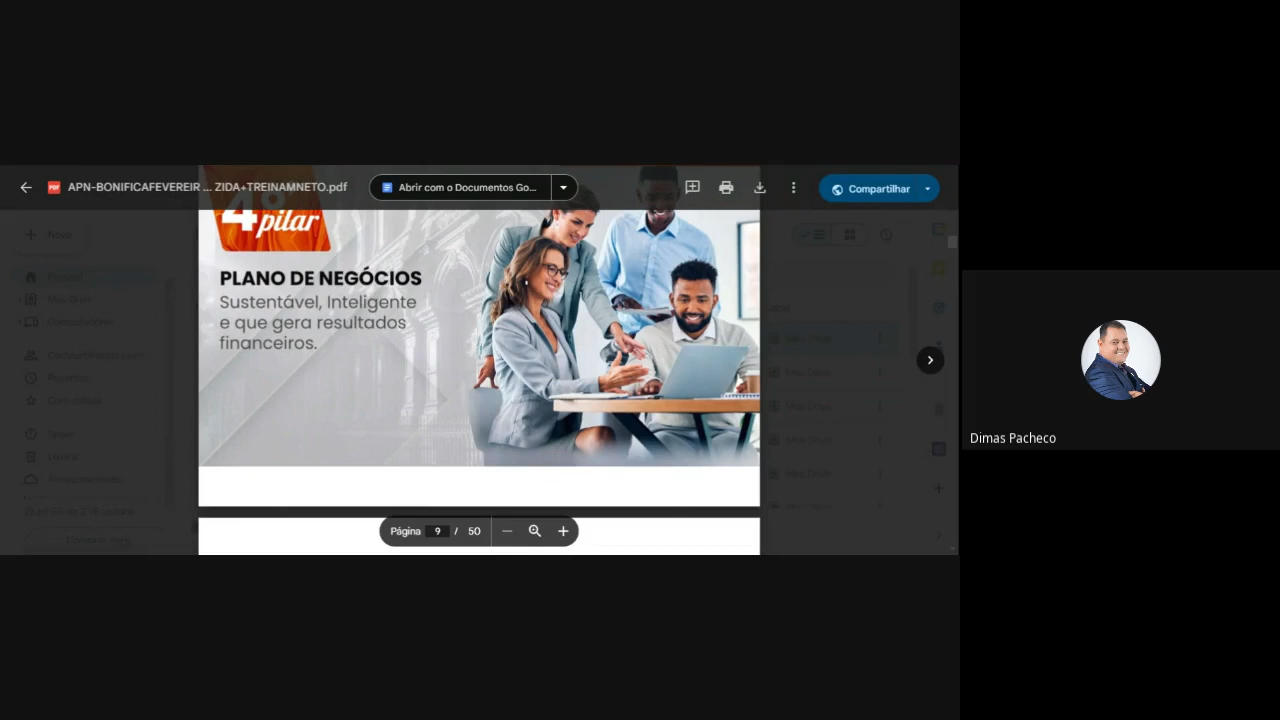 APN-BONIFICAFEVEREIR ... ZIDA+TREINAMNETO.pdf
Abrir com o Documentos Go...
Compartilhar
4º
pilar
PLANO DE NEGÓCIOS
Sustentável, Inteligente
e que gera resultados
financeiros.
Novo
Página 9 / 50
Dimas Pacheco